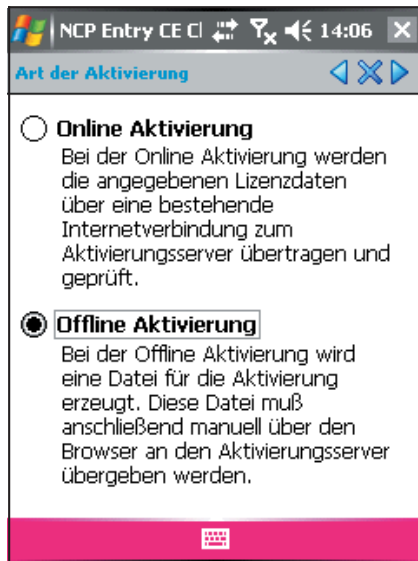 NCP Entry CE Cl 14:06
Art der Aktivierung
Online Aktivierung
Bei der Online Aktivierung werden
die angegebenen Lizenzdaten
über eine bestehende
Internetverbindung zum
Aktivierungsserver übertragen und
geprüft.
Offline Aktivierung
Bei der Offline Aktivierung wird
eine Datei für die Aktivierung
erzeugt. Diese Datei muß
anschließend manuell über den
Browser an den Aktivierungsserver
übergeben werden.